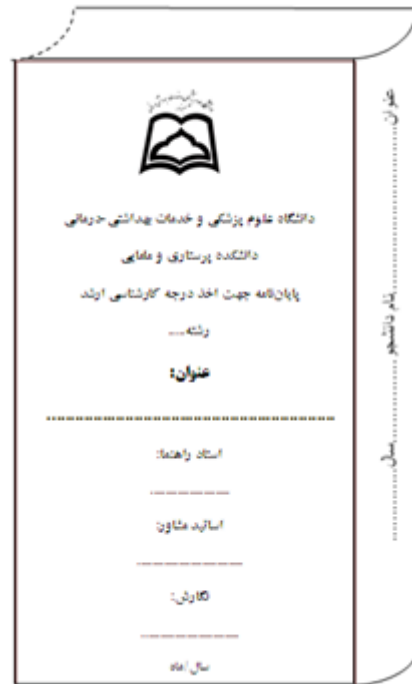 دانشگاه علوم پزشکی و خدمات بهداشتی درمانی
دانشکده پرستاری و مامایی
پایان‌نامه جهت اخذ درجه کارشناسی ارشد
رشته....
عنوان:
................................................................
استاد راهنما:
......................
اساتید مشاور:
.............................
نگارش:
...........................
سال /ماه
عنوان........................................نام دانشجو ....................سال....................